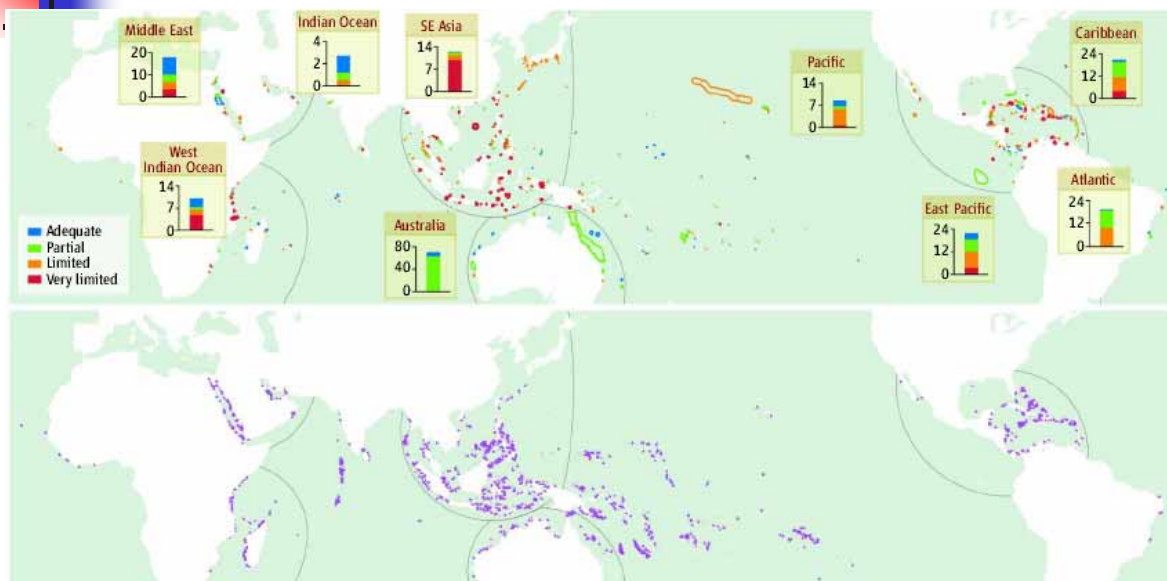 Middle East
20
10
0
Indian Ocean
4
2
0
SE Asia
14
7
0
Pacific
14
7
0
Caribbean
24
12
0
West
Indian Ocean
14
7
0
Australia
80
40
0
East Pacific
24
12
0
Atlantic
24
12
0
Adequate
Partial
Limited
Very limited